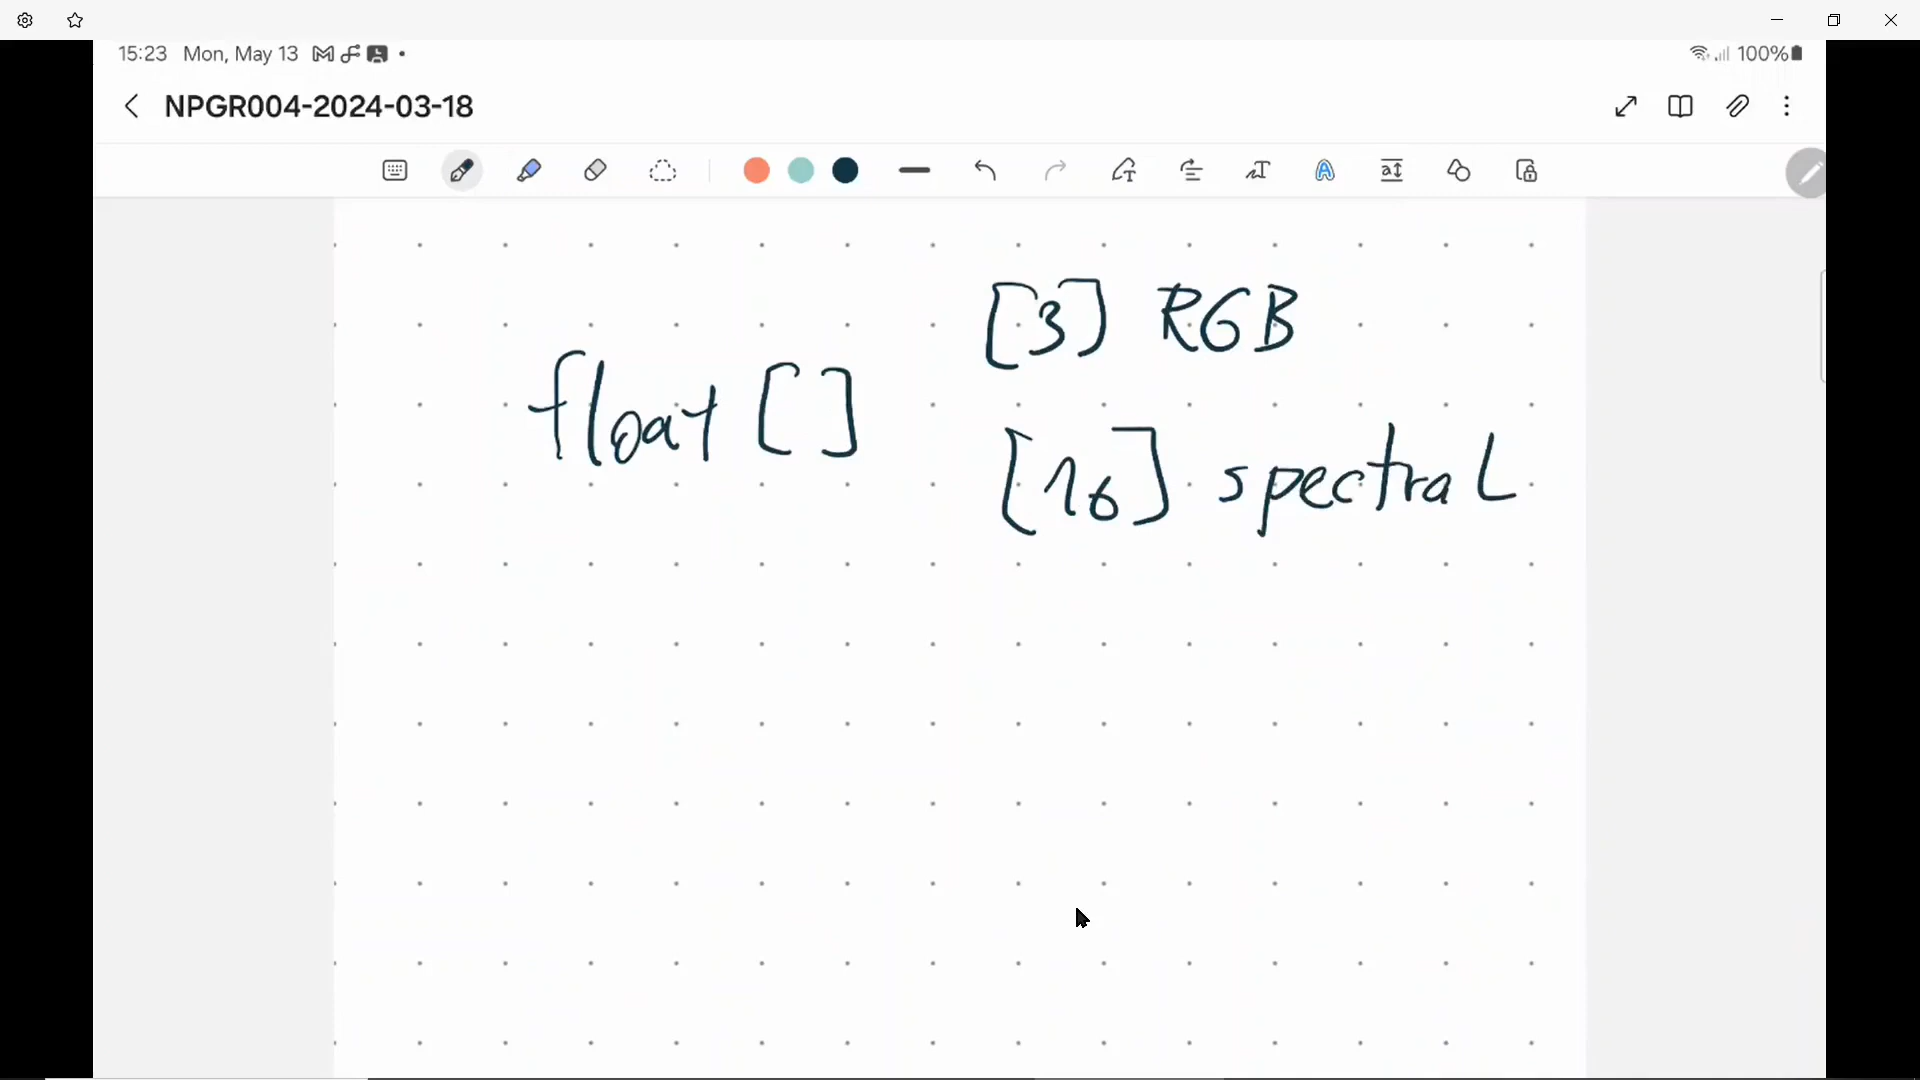 15:23 Mon, May 13
100%
NPGR004-2024-03-18
[3] RGB
float []
[16] spectral